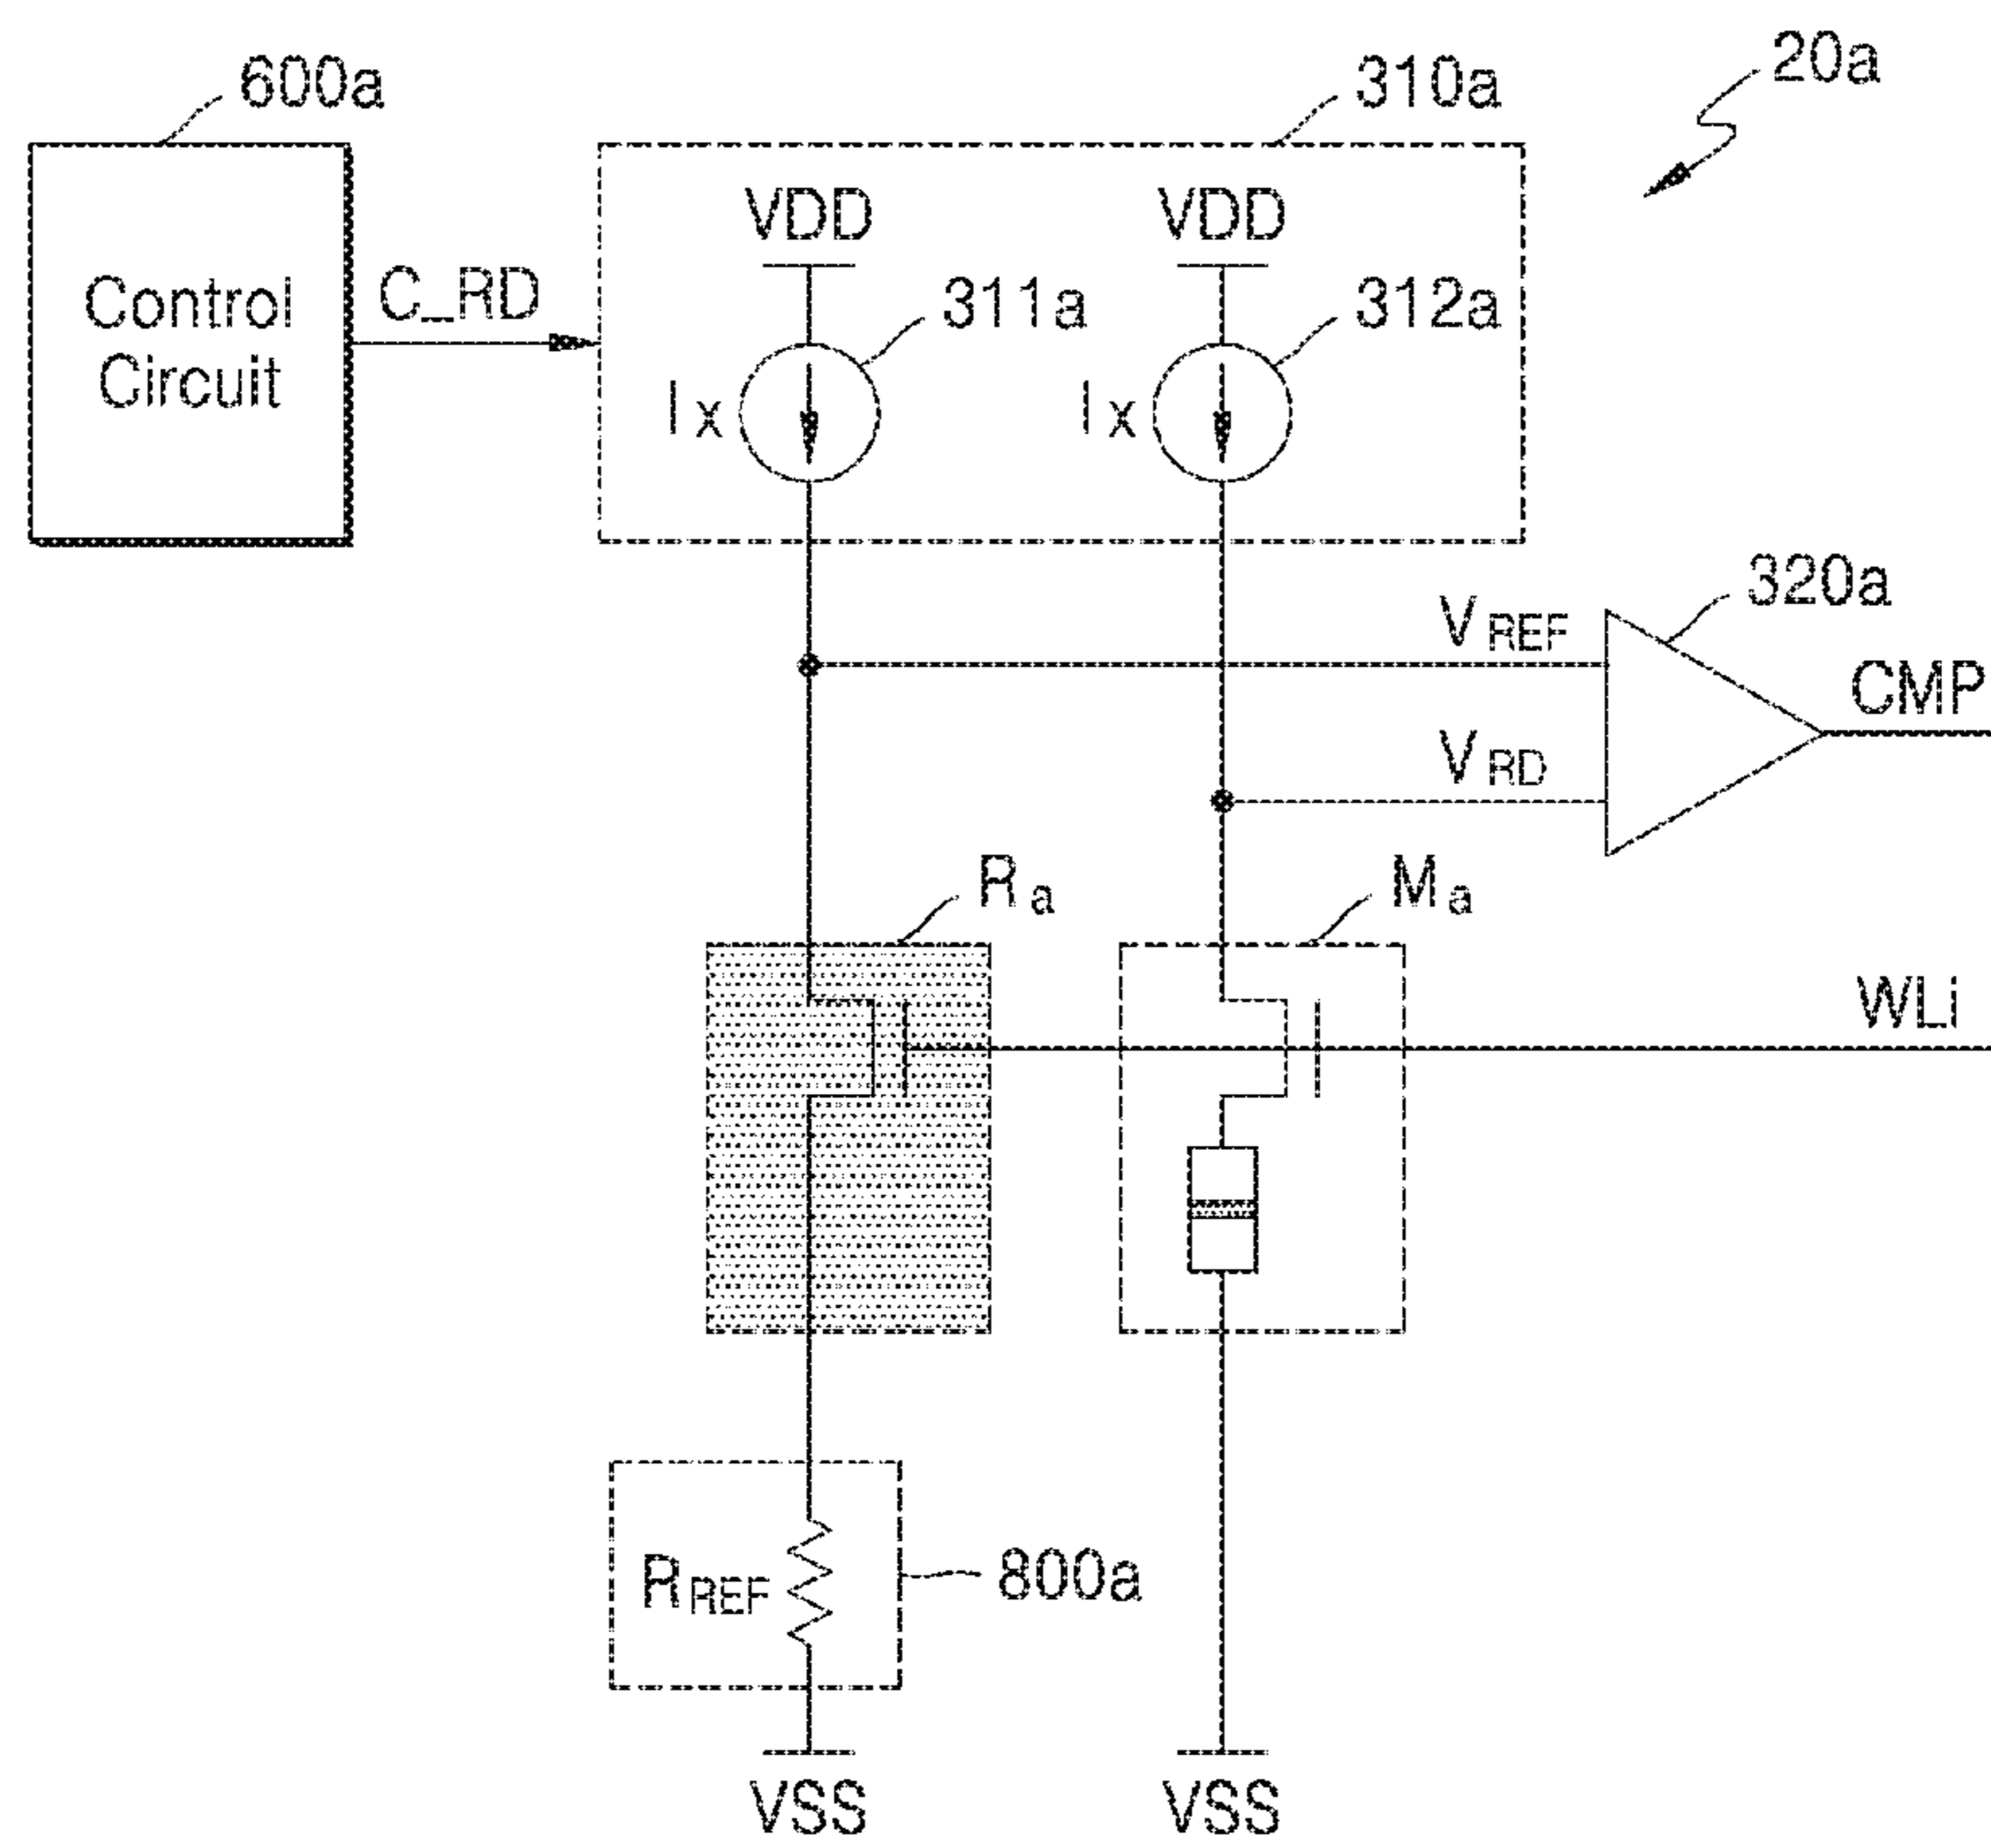 600a
310a
20a
VDD
VDD
Control
Circuit
C_RD
311a
312a
Ix
Ix
320a
VREF
CMP
VRD
Ra
Ma
WLi
RREF
800a
VSS
VSS